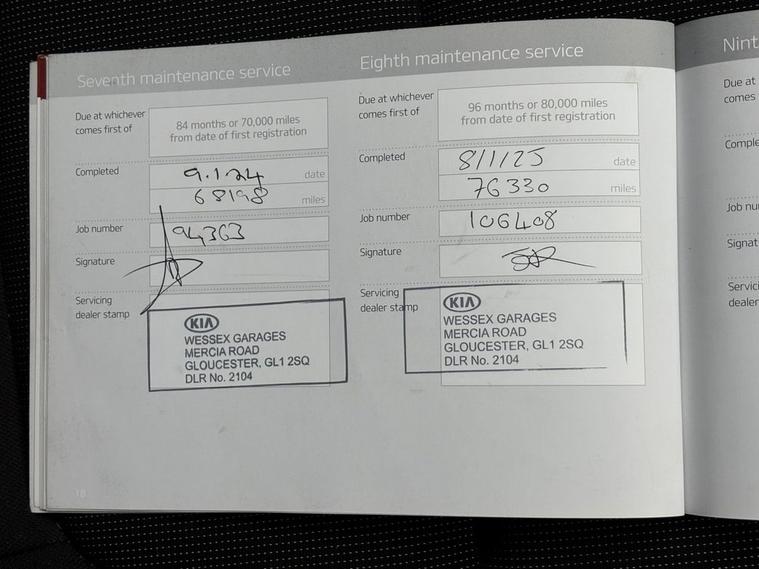 Seventh maintenance service
Due at whichever
comes first of
84 months or 70,000 miles
from date of first registration
Completed
9.1.24
date
68198
miles
Job number
94363
Signature
Servicing
dealer stamp
KIA
WESSEX GARAGES
MERCIA ROAD
GLOUCESTER, GL1 2SQ
DLR No. 2104
18
Eighth maintenance service
Due at whichever
comes first of
96 months or 80,000 miles
from date of first registration
Completed
8/1/25
date
76330
miles
Job number
106408
Signature
Servicing
dealer stamp
KIA
WESSEX GARAGES
MERCIA ROAD
GLOUCESTER, GL1 2SQ
DLR No. 2104
Nint
Due at
comes
Comple
Job nu
Signat
Servici
dealer